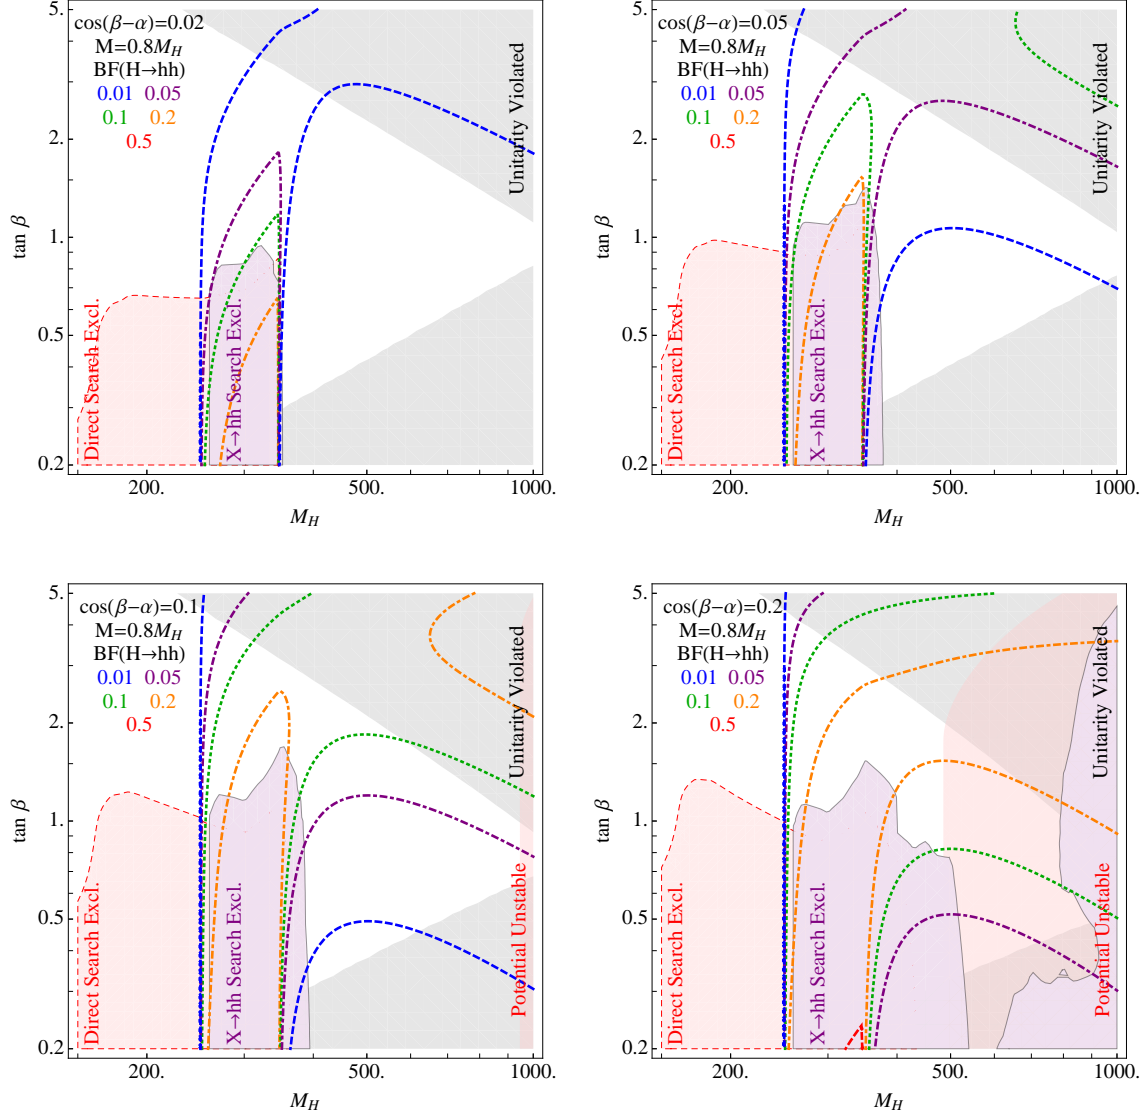 cos(β−α)=0.02
M=0.8M_H
BF(H→hh)
0.01 0.05
0.1 0.2
0.5
Unitarity Violated
Direct Search Excl.
X→hh Search Excl.
5.
2.
1.
0.5
0.2
tan β
200.
500.
1000.
M_H
cos(β−α)=0.05
M=0.8M_H
BF(H→hh)
0.01 0.05
0.1 0.2
0.5
Unitarity Violated
Direct Search Excl.
X→hh Search Excl.
5.
2.
1.
0.5
0.2
tan β
200.
500.
1000.
M_H
cos(β−α)=0.1
M=0.8M_H
BF(H→hh)
0.01 0.05
0.1 0.2
0.5
Unitarity Violated
Direct Search Excl.
X→hh Search Excl.
Potential Unstable
5.
2.
1.
0.5
0.2
tan β
200.
500.
1000.
M_H
cos(β−α)=0.2
M=0.8M_H
BF(H→hh)
0.01 0.05
0.1 0.2
0.5
Unitarity Violated
Direct Search Excl.
X→hh Search Excl.
Potential Unstable
5.
2.
1.
0.5
0.2
tan β
200.
500.
1000.
M_H